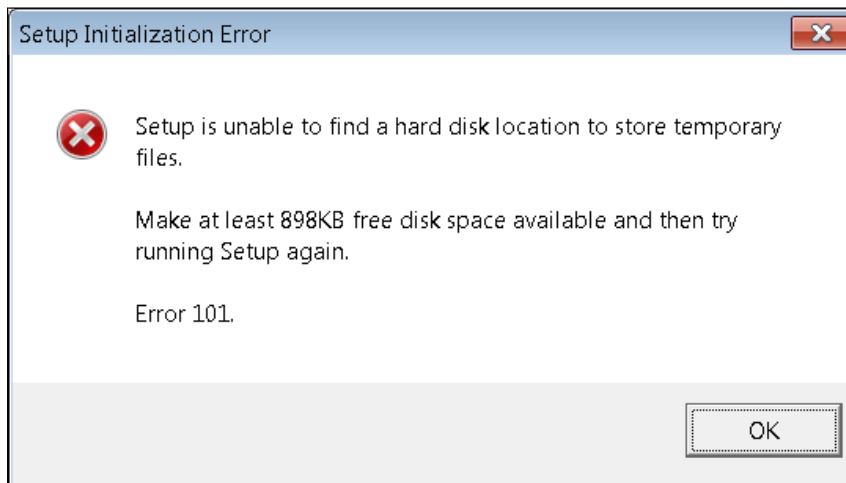 Setup Initialization Error
Setup is unable to find a hard disk location to store temporary
files.
Make at least 898KB free disk space available and then try
running Setup again.
Error 101.
OK